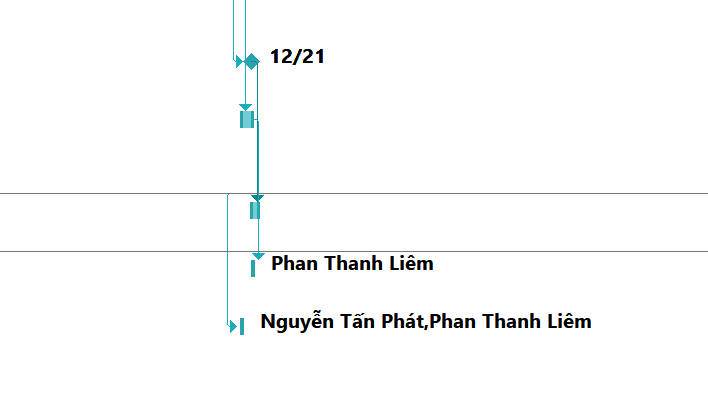 12/21
Phan Thanh Liêm
Nguyễn Tấn Phát,Phan Thanh Liêm